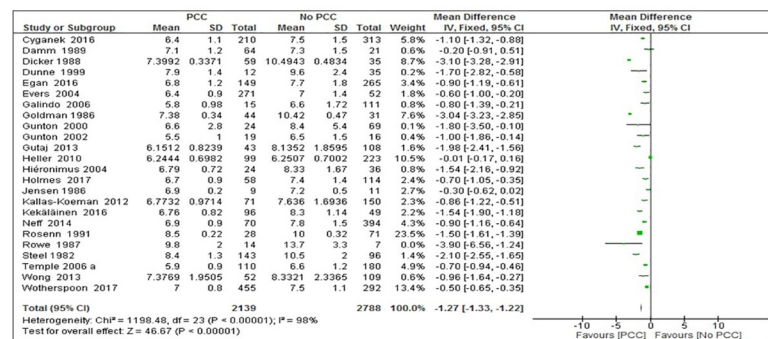 PCC No PCC Mean Difference Mean Difference
Study or Subgroup Mean SD Total Mean SD Total Weight IV, Fixed, 95% CI IV, Fixed, 95% CI
Cyganek 2016 6.4 1.1 210 7.5 1.5 313 5.8% -1.10 [-1.32, -0.88]
Damm 1989 7.1 1.2 64 7.3 1.5 21 0.6% -0.20 [-0.91, 0.51]
Dicker 1988 7.3992 0.3371 59 10.4943 0.4834 35 8.4% -3.10 [-3.28, -2.91]
Dunne 1999 7.9 1.4 12 9.6 2.4 35 0.2% -1.70 [-2.82, -0.58]
Egan 2016 6.8 1.2 149 7.7 1.8 265 3.3% -0.90 [-1.19, -0.61]
Evers 2004 6.4 0.9 271 7 1.4 52 1.8% -0.60 [-1.00, -0.20]
Galindo 2006 5.8 0.98 15 6.6 1.72 111 0.8% -0.80 [-1.39, -0.21]
Goldman 1986 7.38 0.34 44 10.42 0.47 31 7.6% -3.04 [-3.23, -2.85]
Gunton 2000 6.6 2.8 24 8.4 5.4 69 0.1% -1.80 [-3.50, -0.10]
Gunton 2002 5.5 1 19 6.5 1.5 16 0.4% -1.00 [-1.86, -0.14]
Gutaj 2013 6.1512 0.8239 43 8.1352 1.8595 108 1.6% -1.98 [-2.41, -1.56]
Heller 2010 6.2444 0.6982 99 6.2507 0.7002 223 10.3% -0.01 [-0.17, 0.16]
Hiéronimus 2004 6.79 0.72 24 8.33 1.67 36 0.7% -1.54 [-2.16, -0.92]
Holmes 2017 6.7 0.9 58 7.4 1.4 114 2.3% -0.70 [-1.05, -0.35]
Jensen 1986 6.9 0.2 9 7.2 0.5 11 2.7% -0.30 [-0.62, 0.02]
Kallas-Koeman 2012 6.7732 0.9714 71 7.636 1.6936 150 2.2% -0.86 [-1.22, -0.51]
Kekäläinen 2016 6.76 0.82 96 8.3 1.14 49 2.2% -1.54 [-1.90, -1.18]
Neff 2014 6.9 0.9 70 7.8 1.5 394 4.0% -0.90 [-1.16, -0.64]
Rosenn 1991 8.5 0.22 28 10 0.32 71 23.5% -1.50 [-1.61, -1.39]
Rowe 1987 9.8 2 14 13.7 3.3 7 0.0% -3.90 [-6.56, -1.24]
Steel 1982 8.4 1.3 143 10.5 2 96 1.4% -2.10 [-2.55, -1.65]
Temple 2006 a 5.9 0.9 110 6.6 1.2 180 5.0% -0.70 [-0.94, -0.46]
Wong 2013 7.3769 1.9505 52 8.3321 2.3365 109 0.6% -0.96 [-1.64, -0.27]
Wotherspoon 2017 7 0.8 455 7.5 1.1 292 13.7% -0.50 [-0.65, -0.35]
Total (95% CI) 2139 2788 100.0% -1.27 [-1.33, -1.22]
Heterogeneity: Chi² = 1198.48, df = 23 (P < 0.00001); I² = 98%
Test for overall effect: Z = 46.67 (P < 0.00001)
-10 -5 0 5 10
Favours [PCC] Favours [No PCC]